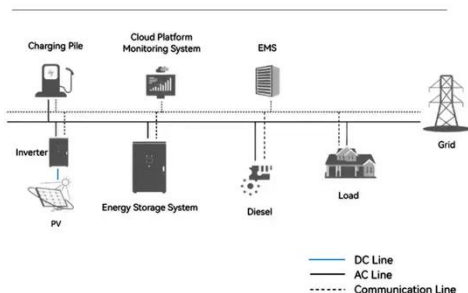 Charging Pile
Cloud Platform
Monitoring System
EMS
Grid
Inverter
PV
Energy Storage System
Diesel
Load
DC Line
AC Line
Communication Line